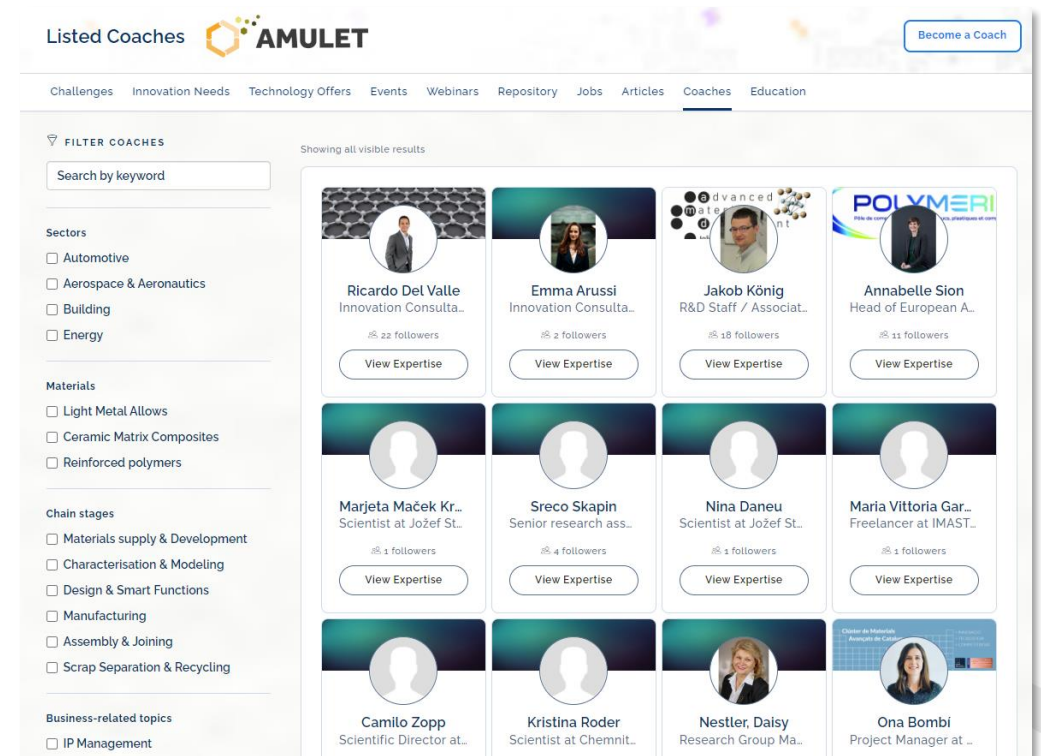 Listed Coaches
AMULET
Become a Coach
Challenges Innovation Needs Technology Offers Events Webinars Repository Jobs Articles Coaches Education
FILTER COACHES
Search by keyword
Sectors
Automotive
Aerospace & Aeronautics
Building
Energy
Materials
Light Metal Allows
Ceramic Matrix Composites
Reinforced polymers
Chain stages
Materials supply & Development
Characterisation & Modeling
Design & Smart Functions
Manufacturing
Assembly & Joining
Scrap Separation & Recycling
Business-related topics
IP Management
Showing all visible results
Ricardo Del Valle
Innovation Consulta...
22 followers
View Expertise
Emma Arussi
Innovation Consulta...
2 followers
View Expertise
advanced
Jakob König
R&D Staff / Associat...
18 followers
View Expertise
POLYMERI
Annabelle Sion
Head of European A...
11 followers
View Expertise
Marjeta Maček Kr...
Scientist at Jožef St...
1 followers
View Expertise
Sreco Skapin
Senior research ass...
4 followers
View Expertise
Nina Daneu
Scientist at Jožef St...
1 followers
View Expertise
Maria Vittoria Gar...
Freelancer at IMAST...
1 followers
View Expertise
Camilo Zopp
Scientific Director at...
Kristina Roder
Scientist at Chemnit...
Nestler, Daisy
Research Group Ma...
Clúster de Materials
Avançats de
Ona Bombí
Project Manager at ...